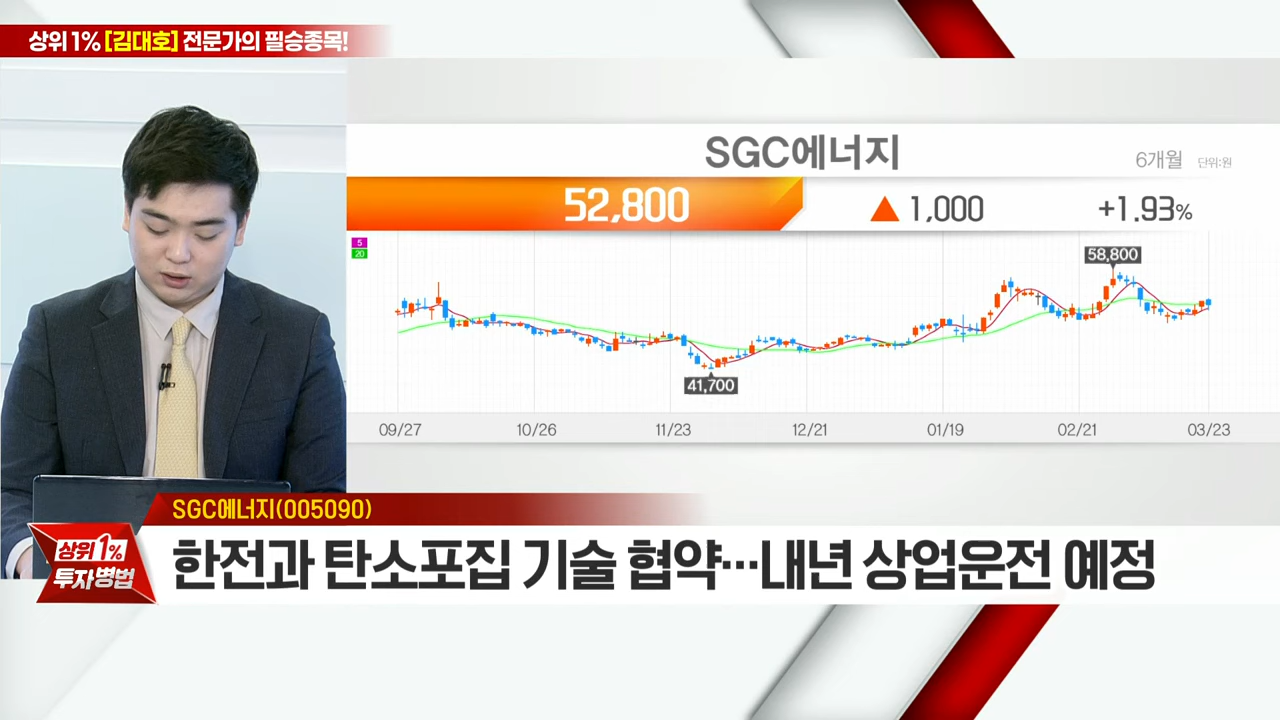 상위 1% [김대호] 전문가의 필승종목!
SGC에너지
6개월 단위:원
52,800 ▲ 1,000 +1.93%
5
20
58,800
41,700
09/27 10/26 11/23 12/21 01/19 02/21 03/23
SGC에너지(005090)
상위 1%
투자병법
한전과 탄소포집 기술 협약…내년 상업운전 예정